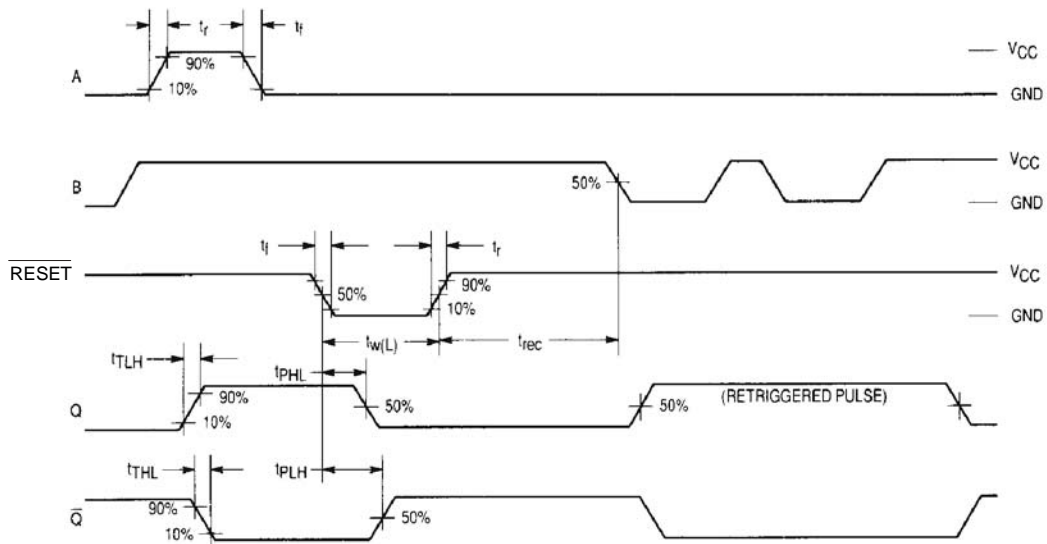 tr
tf
VCC
90%
A
10%
GND
VCC
B
50%
GND
tf
tr
RESET
VCC
90%
50%
10%
GND
tw(L)
trec
tTLH
tPHL
90%
50%
50%
(RETRIGGERED PULSE)
Q
10%
tTHL
tPLH
90%
Q
50%
10%